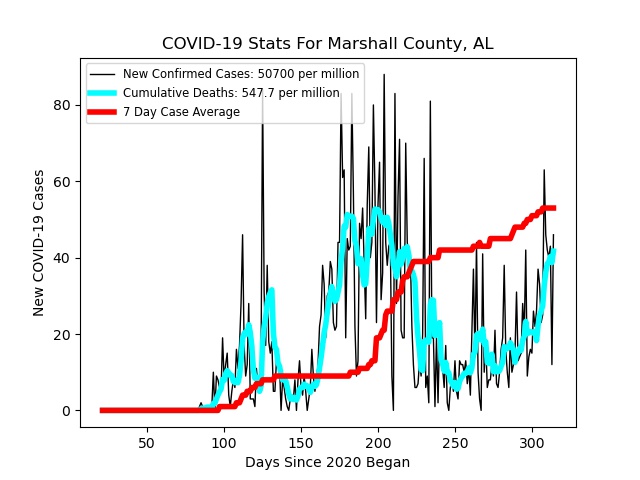 COVID-19 Stats For Marshall County, AL
New Confirmed Cases: 50700 per million
Cumulative Deaths: 547.7 per million
7 Day Case Average
New COVID-19 Cases
80
60
40
20
0
50 100 150 200 250 300
Days Since 2020 Began